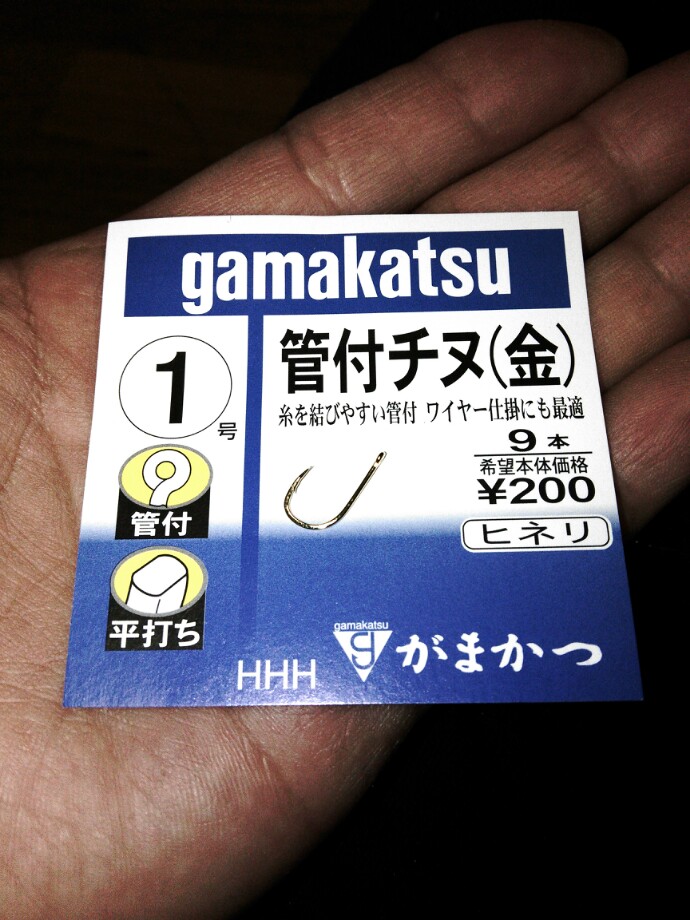 gamakatsu
1号
管付
平打ち
HHH
管付チヌ(金)
糸を結びやすい管付 ワイヤー仕掛にも最適
9本
希望本体価格
¥200
ヒネリ
gamakatsu
がまかつ